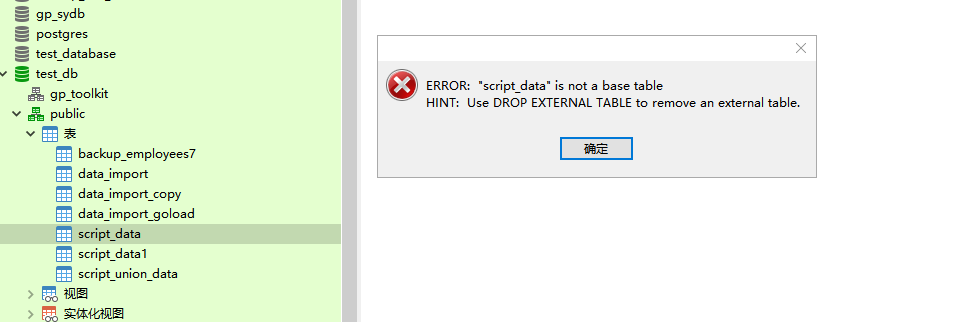 gp_sydb
postgres
test_database
test_db
gp_toolkit
public
表
backup_employees7
data_import
data_import_copy
data_import_goload
script_data
script_data1
script_union_data
视图
实体化视图
ERROR: "script_data" is not a base table
HINT: Use DROP EXTERNAL TABLE to remove an external table.
确定